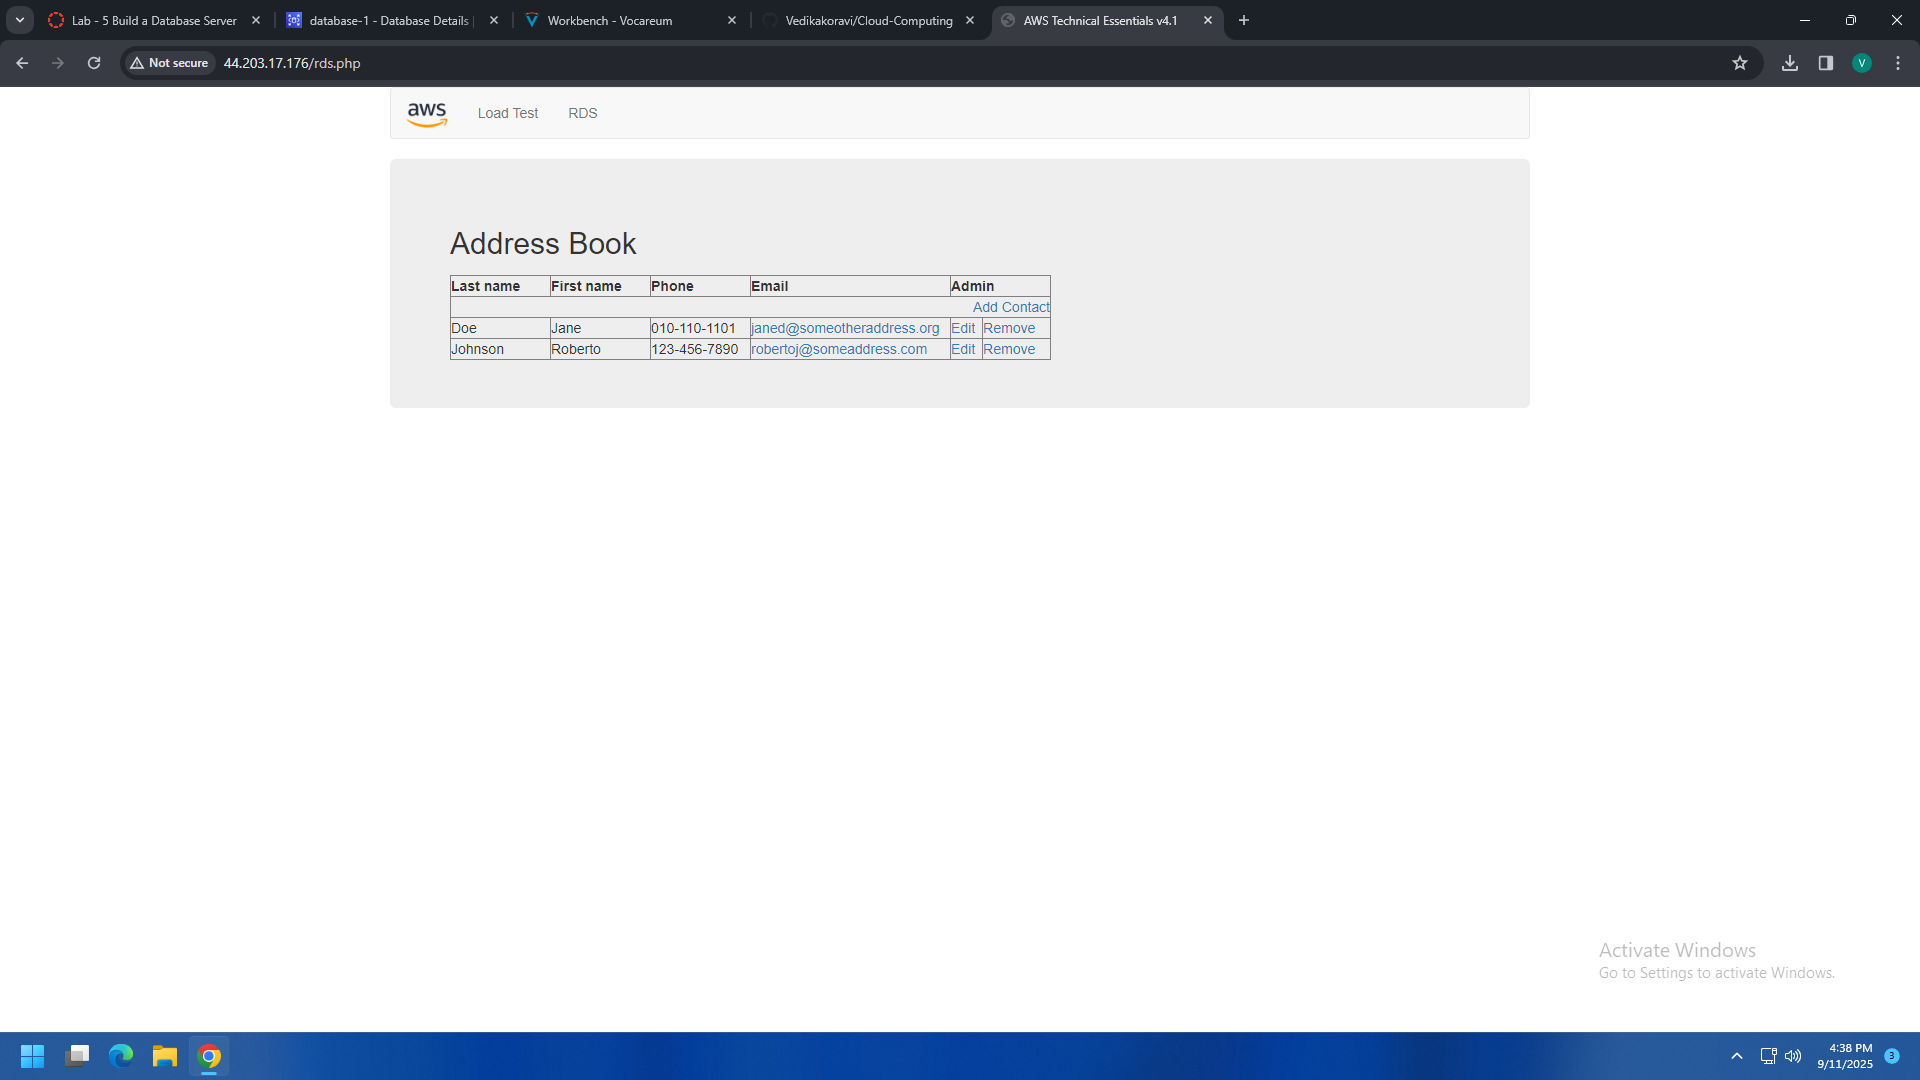 Lab - 5 Build a Database Server
database-1 - Database Details
Workbench - Vocareum
Vedikakoravi/Cloud-Computing
AWS Technical Essentials v4.1
Not secure
44.203.17.176/rds.php
V
aws
Load Test
RDS
Address Book
Last name First name Phone Email Admin
Add Contact
Doe Jane 010-110-1101 janed@someotheraddress.org Edit Remove
Johnson Roberto 123-456-7890 robertoj@someaddress.com Edit Remove
Activate Windows
Go to Settings to activate Windows.
4:38 PM
9/11/2025
3